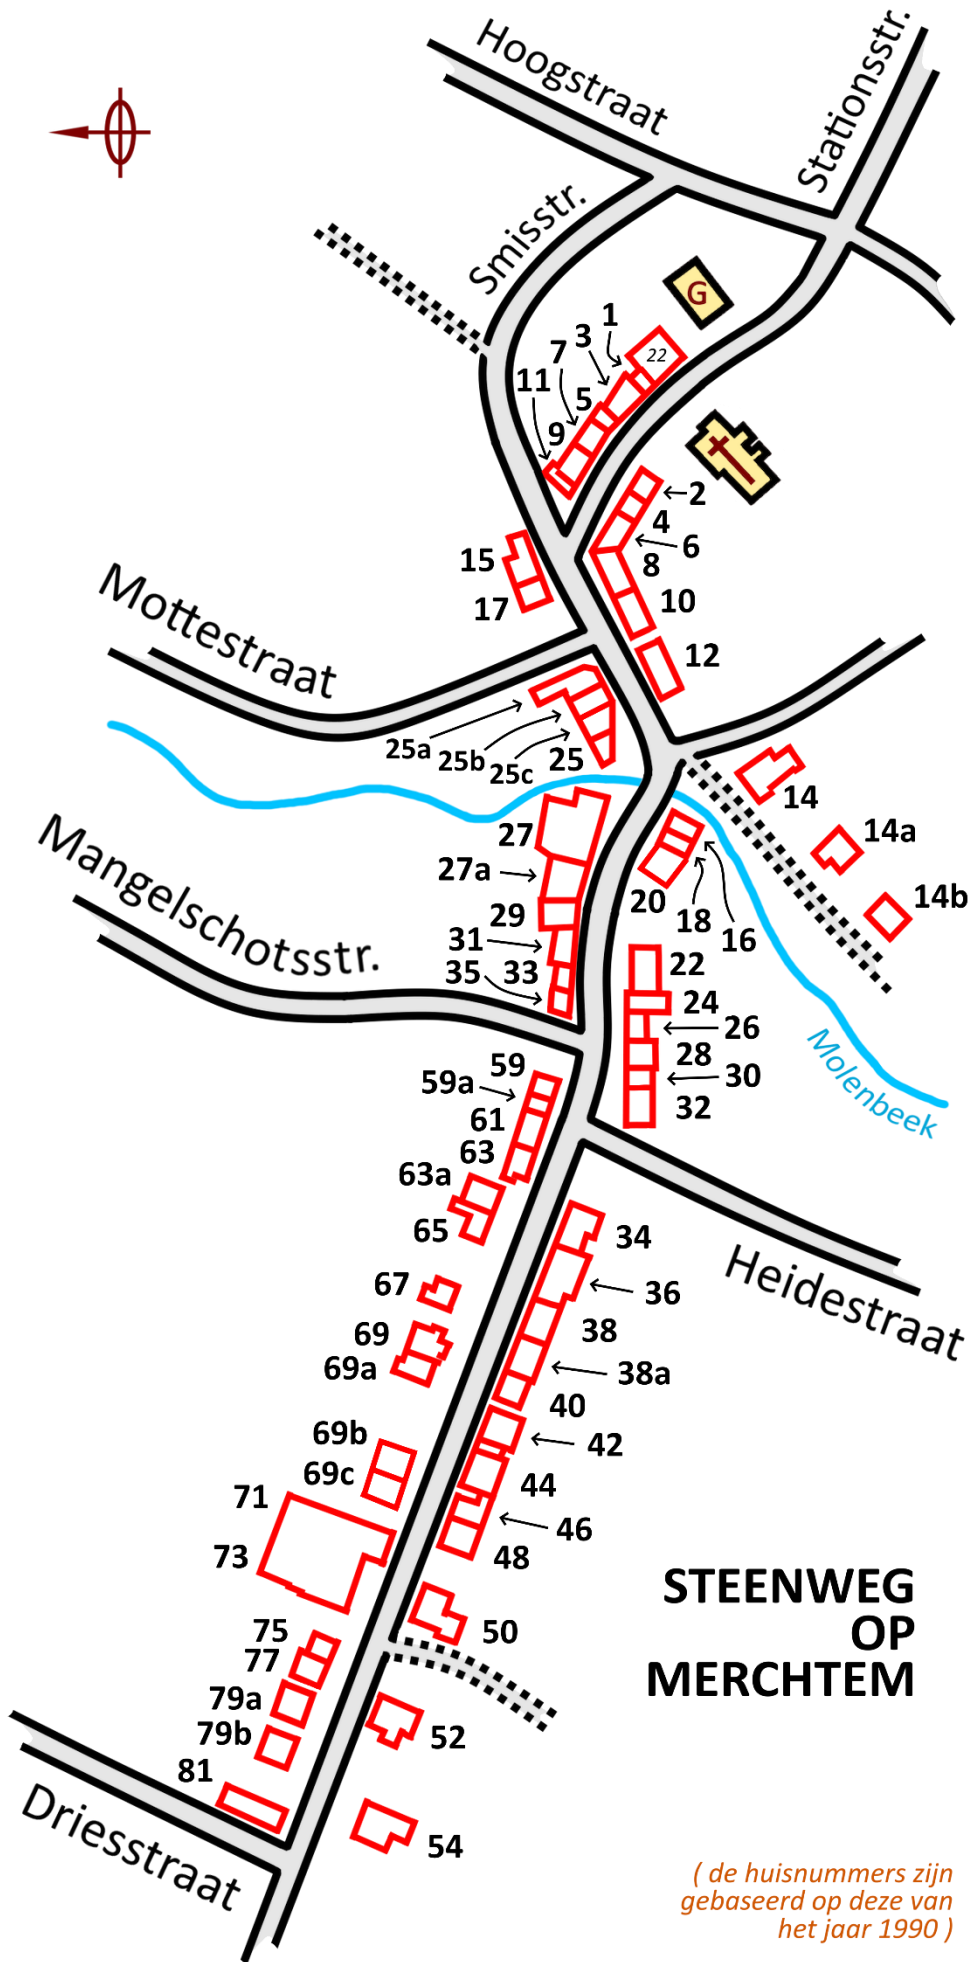 Hoogstraat
Stationsstr.
Smisstr.
G
1
3
22
7
11
5
9
2
4
6
15
8
17
10
Mottestraat
12
25a
25b
25c
25
14
27
14a
27a
14b
Mangelschotsstr.
29
20
18
16
31
35
33
22
24
26
28
30
32
Molenbeek
59
59a
61
63
63a
65
34
Heidestraat
67
36
69
38
69a
38a
40
69b
42
69c
44
71
46
73
48
STEENWEG
OP
MERCHTEM
50
75
77
79a
52
79b
81
Driesstraat
54
( de huisnummers zijn
gebaseerd op deze van
het jaar 1990 )